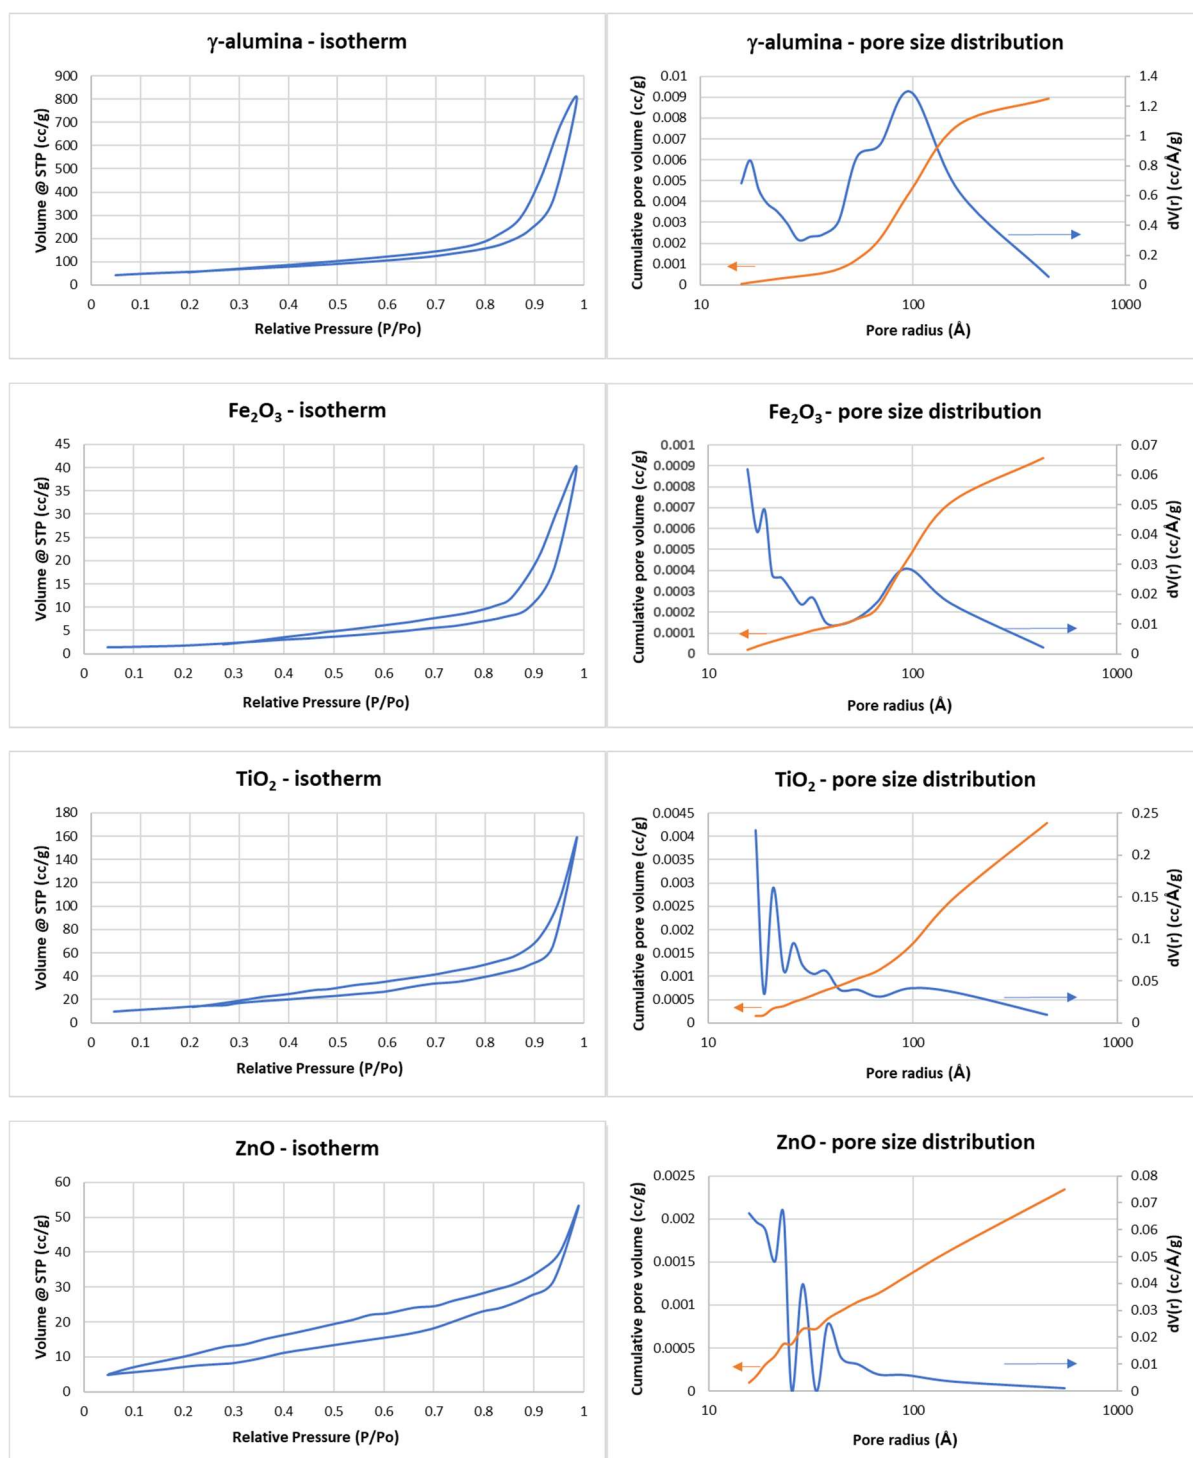 γ-alumina - isotherm
Volume @ STP (cc/g)
900
800
700
600
500
400
300
200
100
0
0 0.1 0.2 0.3 0.4 0.5 0.6 0.7 0.8 0.9 1
Relative Pressure (P/Po)
γ-alumina - pore size distribution
Cumulative pore volume (cc/g)
0.01
0.009
0.008
0.007
0.006
0.005
0.004
0.003
0.002
0.001
0
1.4
1.2
1
0.8
0.6
0.4
0.2
0
dV(r) (cc/Å/g)
10 100 1000
Pore radius (Å)
Fe₂O₃ - isotherm
Volume @ STP (cc/g)
45
40
35
30
25
20
15
10
5
0
0 0.1 0.2 0.3 0.4 0.5 0.6 0.7 0.8 0.9 1
Relative Pressure (P/Po)
Fe₂O₃ - pore size distribution
Cumulative pore volume (cc/g)
0.001
0.0009
0.0008
0.0007
0.0006
0.0005
0.0004
0.0003
0.0002
0.0001
0
0.07
0.06
0.05
0.04
0.03
0.02
0.01
0
dV(r) (cc/Å/g)
10 100 1000
Pore radius (Å)
TiO₂ - isotherm
Volume @ STP (cc/g)
180
160
140
120
100
80
60
40
20
0
0 0.1 0.2 0.3 0.4 0.5 0.6 0.7 0.8 0.9 1
Relative Pressure (P/Po)
TiO₂ - pore size distribution
Cumulative pore volume (cc/g)
0.0045
0.004
0.0035
0.003
0.0025
0.002
0.0015
0.001
0.0005
0
0.25
0.2
0.15
0.1
0.05
0
dV(r) (cc/Å/g)
10 100 1000
Pore radius (Å)
ZnO - isotherm
Volume @ STP (cc/g)
60
50
40
30
20
10
0
0 0.1 0.2 0.3 0.4 0.5 0.6 0.7 0.8 0.9 1
Relative Pressure (P/Po)
ZnO - pore size distribution
Cumulative pore volume (cc/g)
0.0025
0.002
0.0015
0.001
0.0005
0
0.08
0.07
0.06
0.05
0.04
0.03
0.02
0.01
0
dV(r) (cc/Å/g)
10 100 1000
Pore radius (Å)